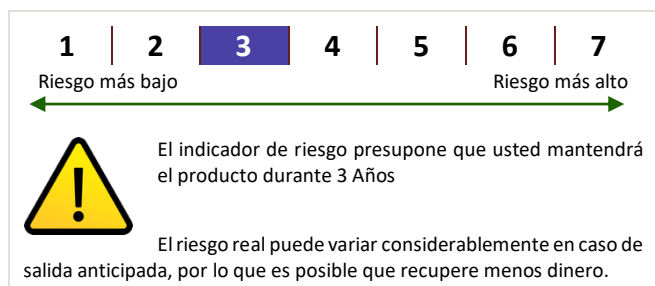 1 2 3 4 5 6 7
Riesgo más bajo Riesgo más alto
El indicador de riesgo presupone que usted mantendrá
el producto durante 3 Años
El riesgo real puede variar considerablemente en caso de
salida anticipada, por lo que es posible que recupere menos dinero.